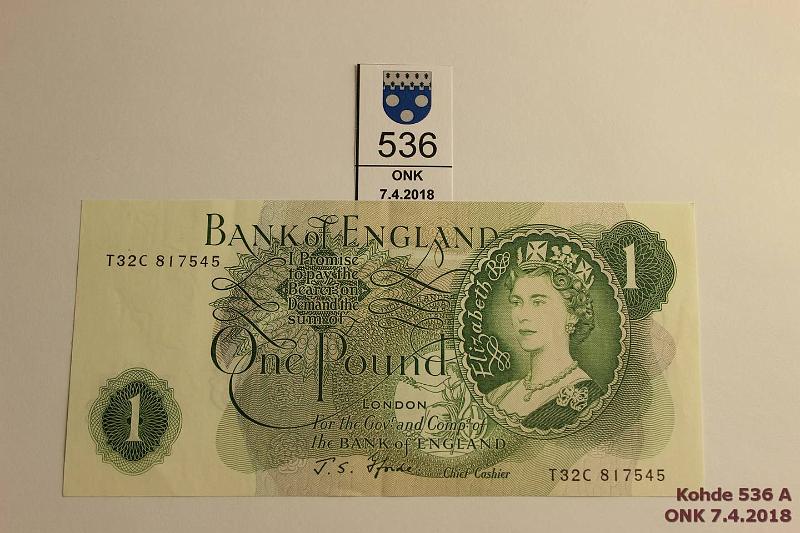 536
ONK
7.4.2018
BANK of ENGLAND
T32C 817545
I Promise
to pay the
Bearer on
Demand the
sum of
One Pound
Elizabeth R
1
1
LONDON
For the Govr. and Compa. of
the BANK of ENGLAND
J. S. Fforde
Chief Cashier
T32C 817545
Kohde 536 A
ONK 7.4.2018